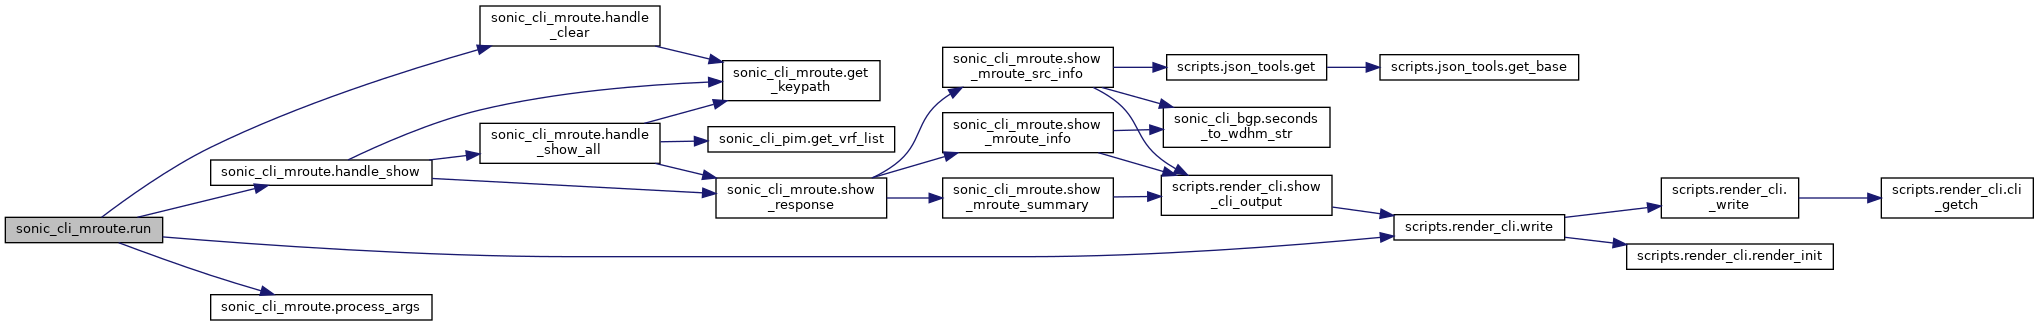 sonic_cli_mroute.run
sonic_cli_mroute.handle
_clear
sonic_cli_mroute.handle_show
sonic_cli_mroute.process_args
sonic_cli_mroute.get
_keypath
sonic_cli_mroute.handle
_show_all
sonic_cli_pim.get_vrf_list
sonic_cli_mroute.show
_response
sonic_cli_mroute.show
_mroute_src_info
sonic_cli_mroute.show
_mroute_info
sonic_cli_mroute.show
_mroute_summary
scripts.json_tools.get
scripts.json_tools.get_base
sonic_cli_bgp.seconds
_to_wdhm_str
scripts.render_cli.show
_cli_output
scripts.render_cli.write
scripts.render_cli.
_write
scripts.render_cli.cli
_getch
scripts.render_cli.render_init